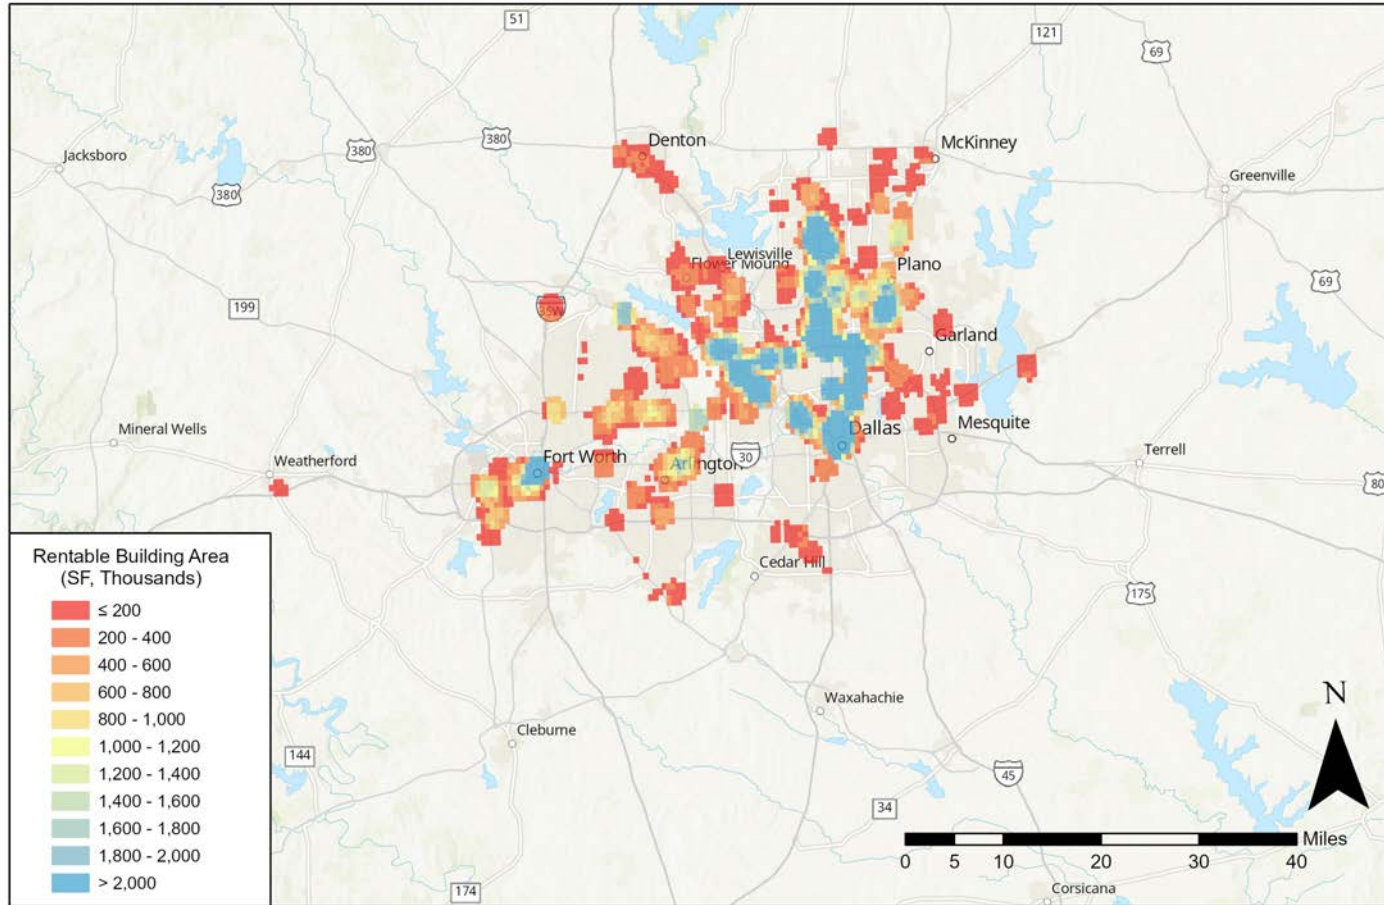 51
121
69
Denton
380
McKinney
Jacksboro
380
Greenville
380
Lewisville
Flower Mound
Plano
69
199
35W
Garland
Mineral Wells
Dallas
Mesquite
30
Fort Worth
Arlington
Terrell
Weatherford
80
Cedar Hill
175
Rentable Building Area
(SF, Thousands)
≤ 200
200 - 400
400 - 600
600 - 800
800 - 1,000
1,000 - 1,200
1,200 - 1,400
1,400 - 1,600
1,600 - 1,800
1,800 - 2,000
> 2,000
Waxahachie
N
Cleburne
144
45
34
Miles
0 5 10 20 30 40
174
Corsicana